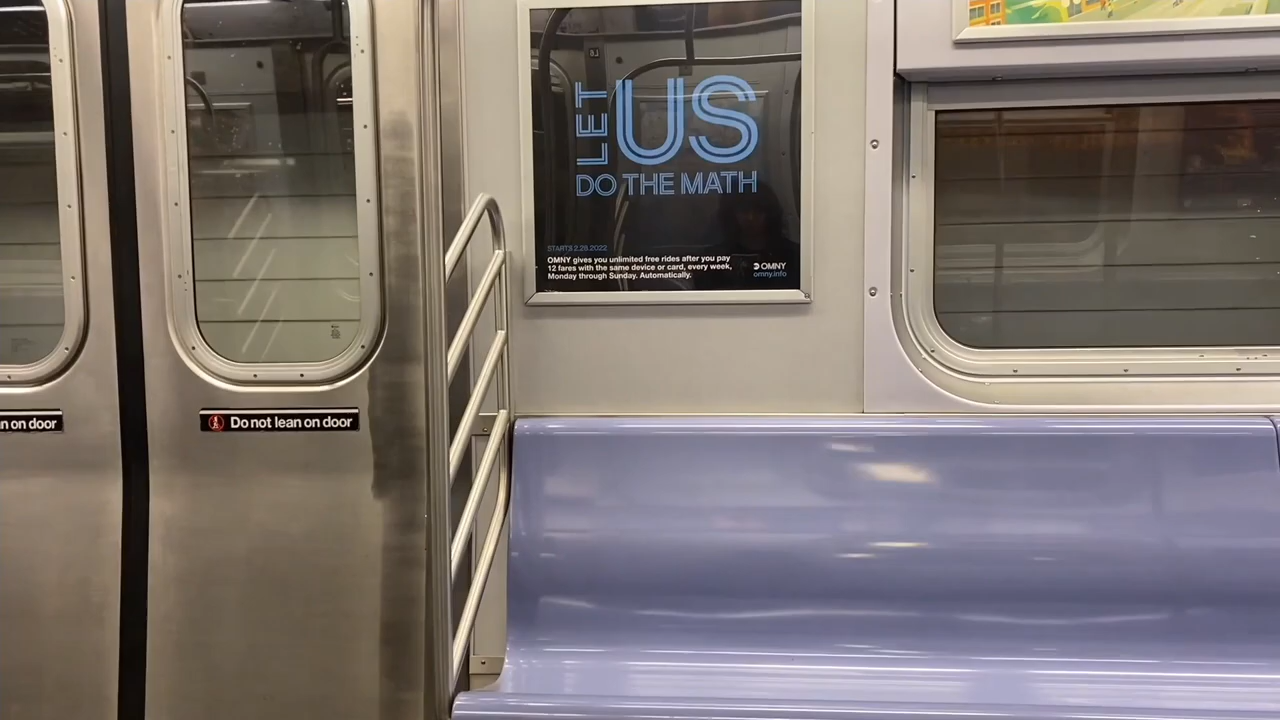 LET US
DO THE MATH
STARTS 2.28.2022
OMNY gives you unlimited free rides after you pay
12 fares with the same device or card, every week,
Monday through Sunday. Automatically.
OMNY
omny.info
n on door
Do not lean on door